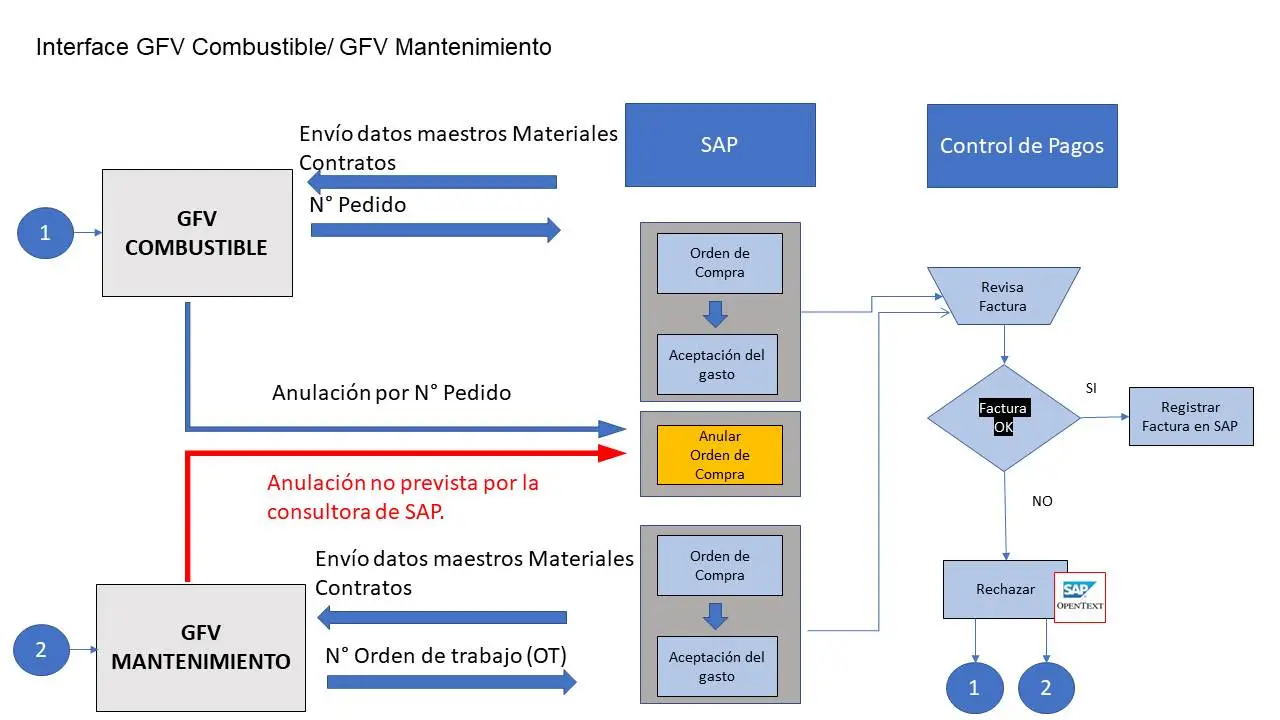 Interface GFV Combustible/ GFV Mantenimiento
Envío datos maestros Materiales
Contratos
SAP
Control de Pagos
1
GFV
COMBUSTIBLE
N° Pedido
Orden de
Compra
Aceptación del
gasto
Revisa
Factura
Factura
OK
SI
Registrar
Factura en SAP
NO
Anulación por N° Pedido
Anular
Orden de
Compra
Anulación no prevista por la
consultora de SAP.
Envío datos maestros Materiales
Contratos
2
GFV
MANTENIMIENTO
N° Orden de trabajo (OT)
Orden de
Compra
Aceptación del
gasto
Rechazar
SAP
OPENTEXT
1
2